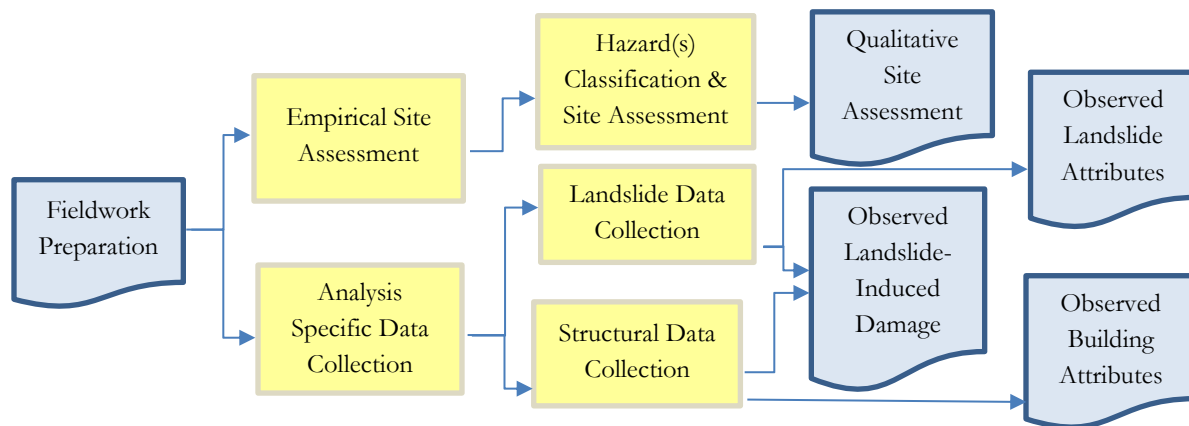 Fieldwork
Preparation
Empirical Site
Assessment
Analysis
Specific Data
Collection
Hazard(s)
Classification &
Site Assessment
Landslide Data
Collection
Structural Data
Collection
Qualitative
Site
Assessment
Observed
Landslide-
Induced
Damage
Observed
Landslide
Attributes
Observed
Building
Attributes